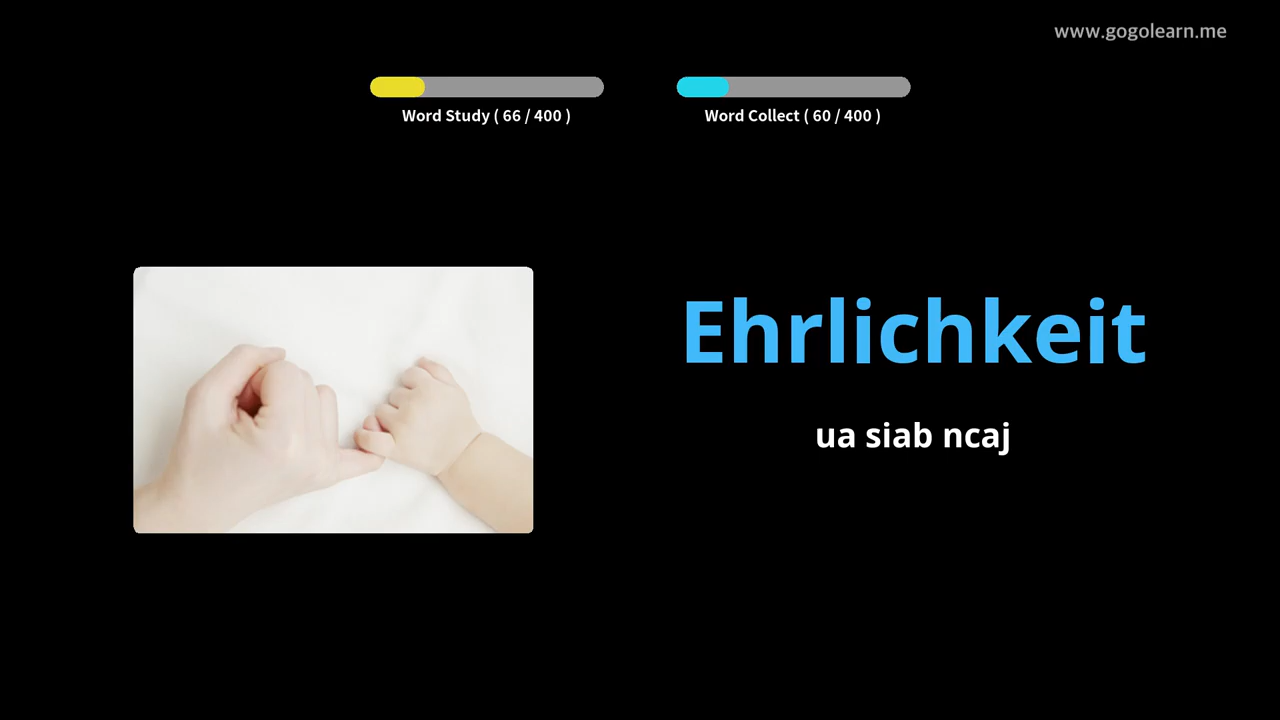 www.gogolearn.me
Word Study ( 66 / 400 )
Word Collect ( 60 / 400 )
Ehrlichkeit
ua siab ncaj